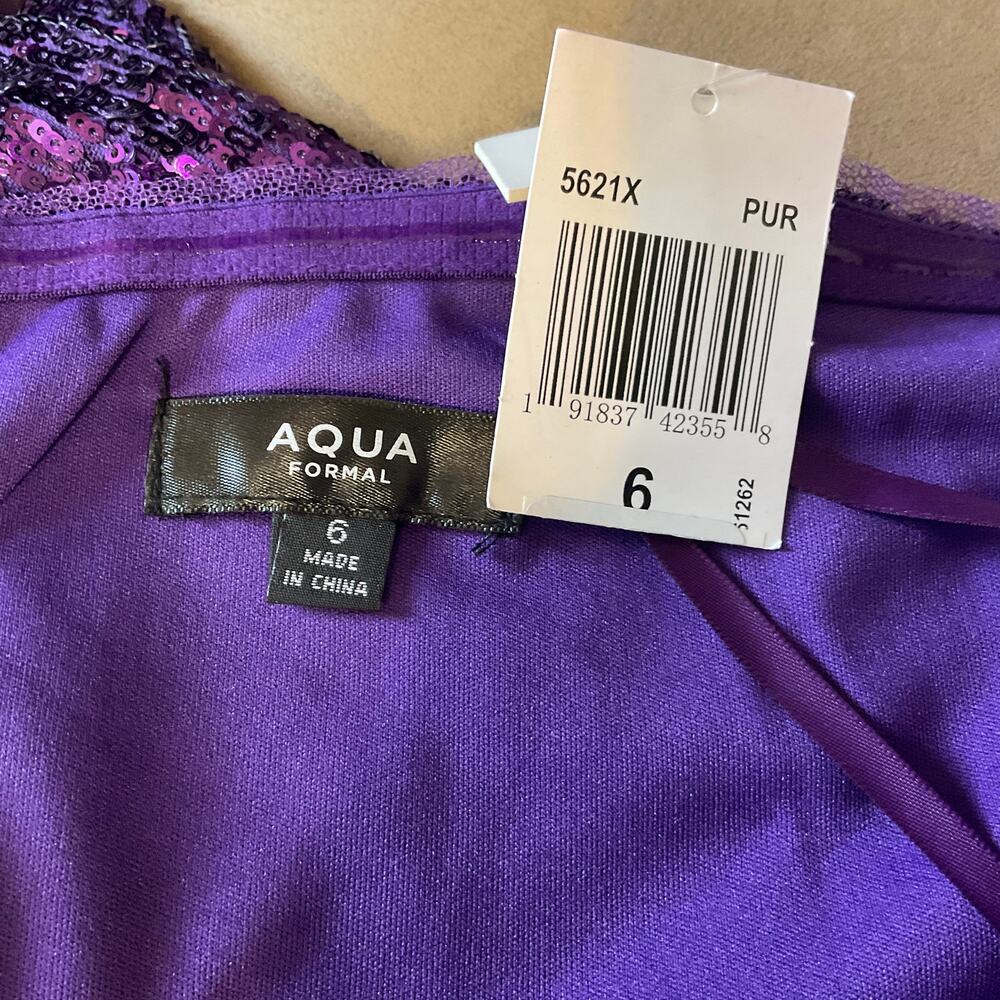 5621X
PUR
1 91837 42355 8
6
AQUA
FORMAL
6
MADE
IN CHINA